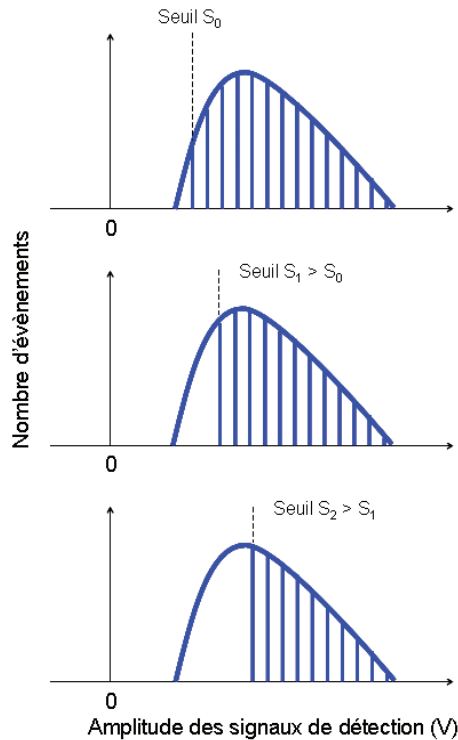 Seuil S₀
0
Seuil S₁ > S₀
0
Seuil S₂ > S₁
0
Nombre d'évènements
Amplitude des signaux de détection (V)